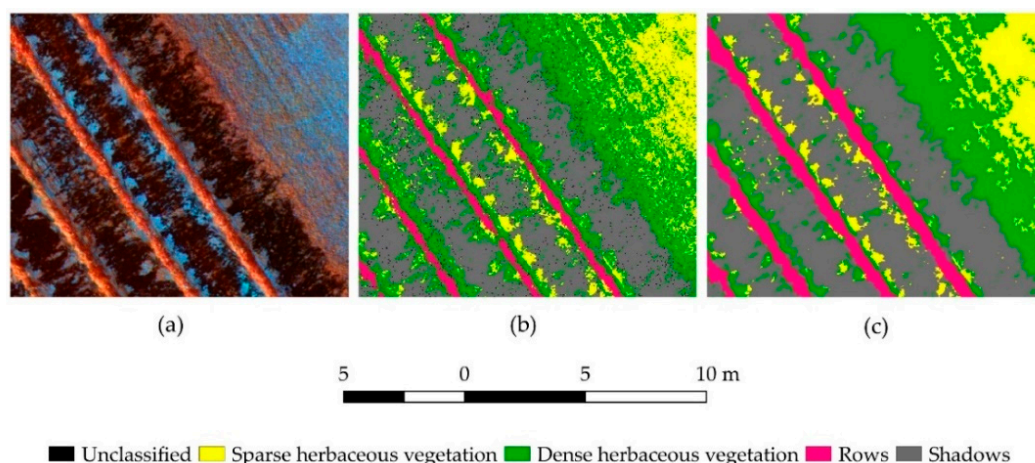 (a) (b) (c)
5 0 5 10 m
Unclassified Sparse herbaceous vegetation Dense herbaceous vegetation Rows Shadows